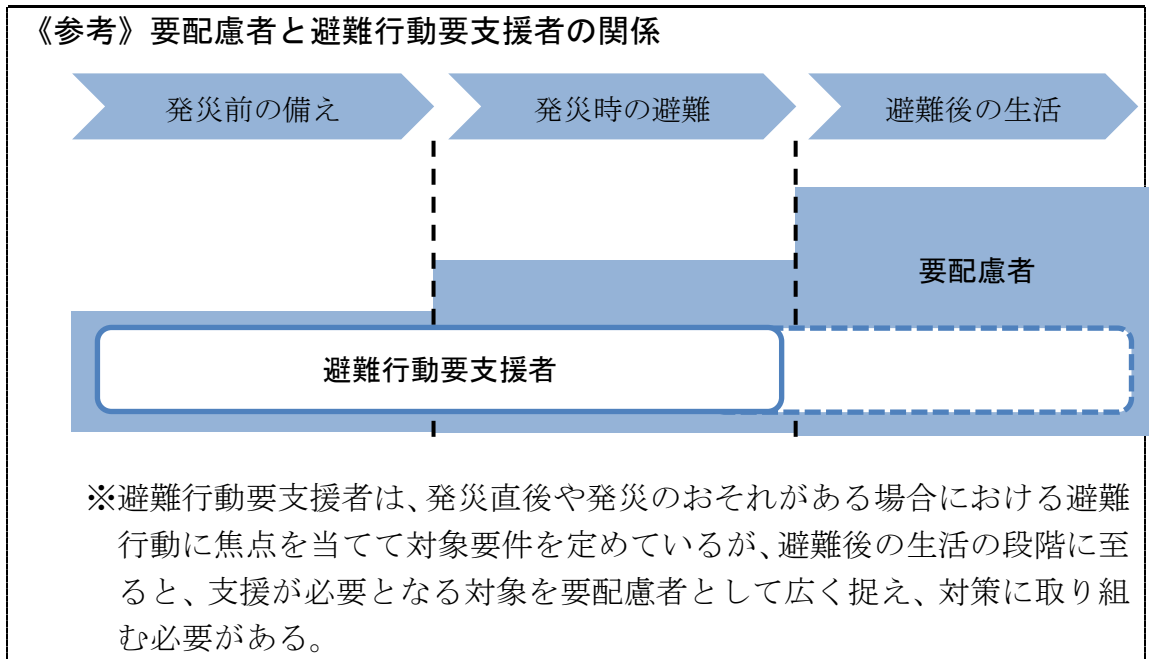 《参考》要配慮者と避難行動要支援者の関係
発災前の備え
発災時の避難
避難後の生活
要配慮者
避難行動要支援者
※避難行動要支援者は、発災直後や発災のおそれがある場合における避難
行動に焦点を当てて対象要件を定めているが、避難後の生活の段階に至
ると、支援が必要となる対象を要配慮者として広く捉え、対策に取り組
む必要がある。